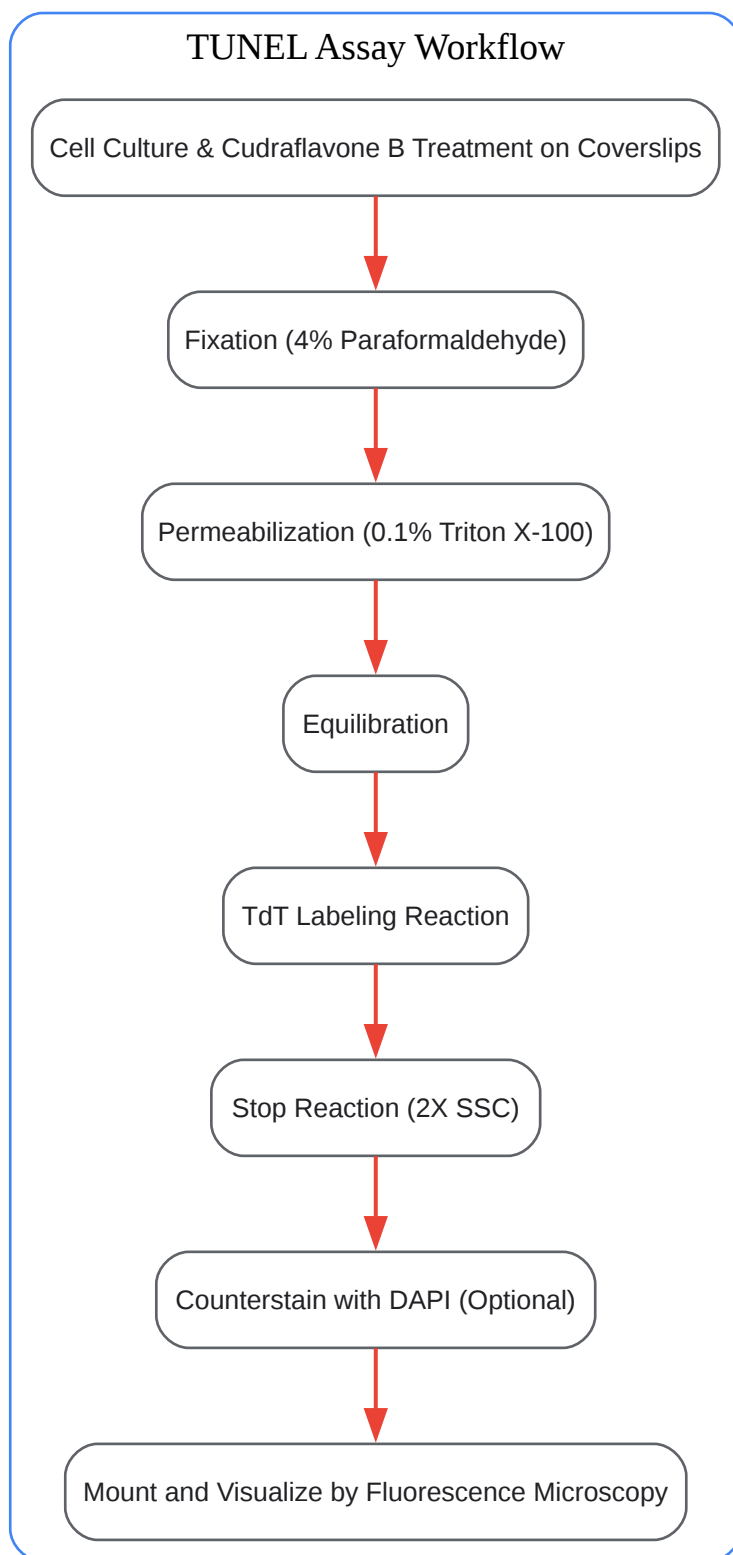 TUNEL Assay Workflow
Cell Culture & Cudraflavone B Treatment on Coverslips
Fixation (4% Paraformaldehyde)
Permeabilization (0.1% Triton X-100)
Equilibration
TdT Labeling Reaction
Stop Reaction (2X SSC)
Counterstain with DAPI (Optional)
Mount and Visualize by Fluorescence Microscopy